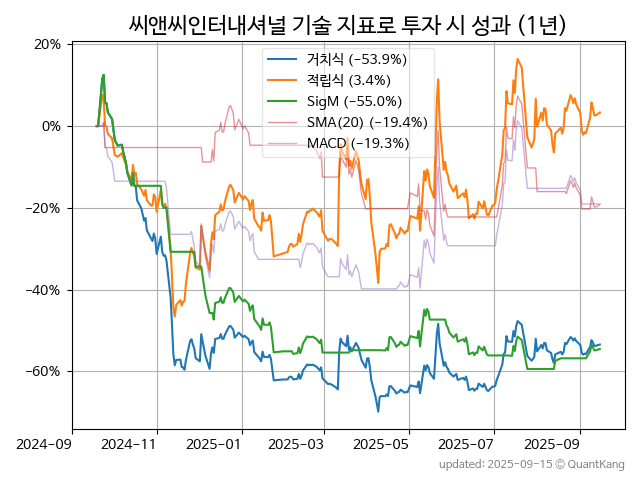 씨앤씨인터내셔널 기술 지표로 투자 시 성과 (1년)
20%
0%
−20%
−40%
−60%
거치식 (−53.9%)
적립식 (3.4%)
SigM (−55.0%)
SMA(20) (−19.4%)
MACD (−19.3%)
2024-09
2024-11
2025-01
2025-03
2025-05
2025-07
2025-09
updated: 2025-09-15 ⓒ QuantKang